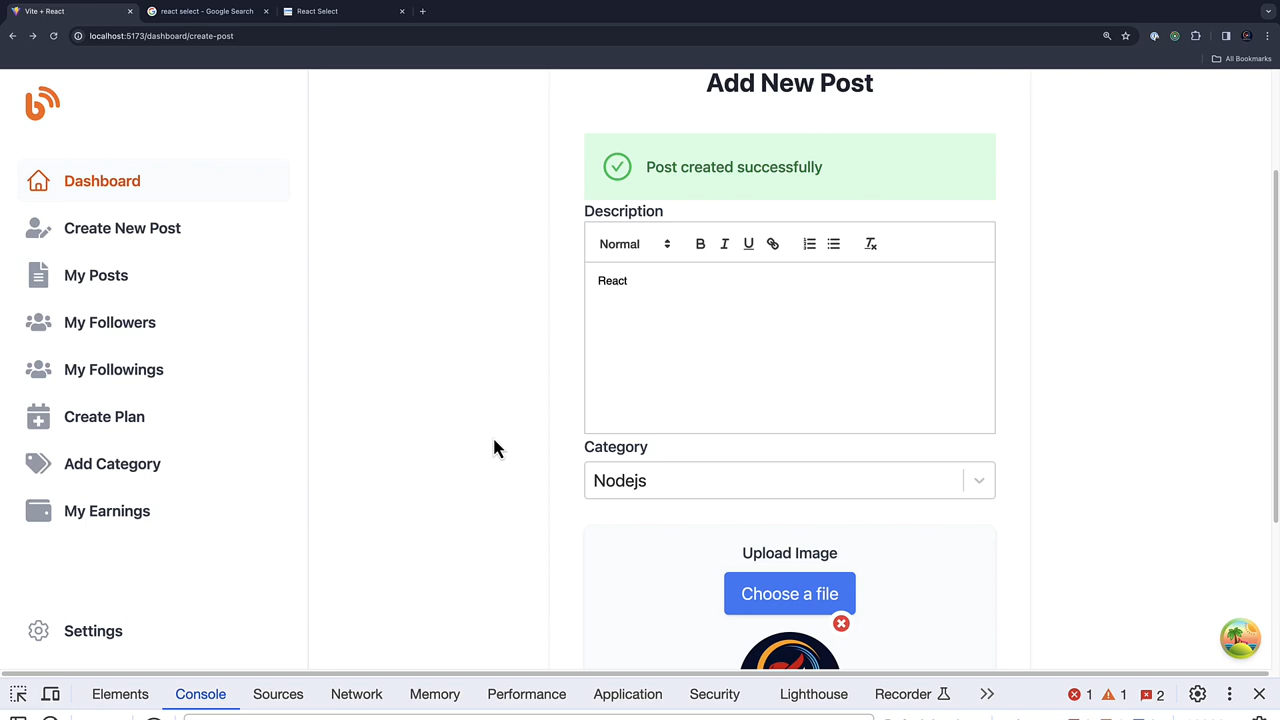 Vite + React
react select - Google Search
React Select
localhost:5173/dashboard/create-post
All Bookmarks
Add New Post
Dashboard
Create New Post
My Posts
My Followers
My Followings
Create Plan
Add Category
My Earnings
Settings
Post created successfully
Description
Normal
B I U
React
Category
Nodejs
Upload Image
Choose a file
Elements Console Sources Network Memory Performance Application Security Lighthouse Recorder 1 1 2